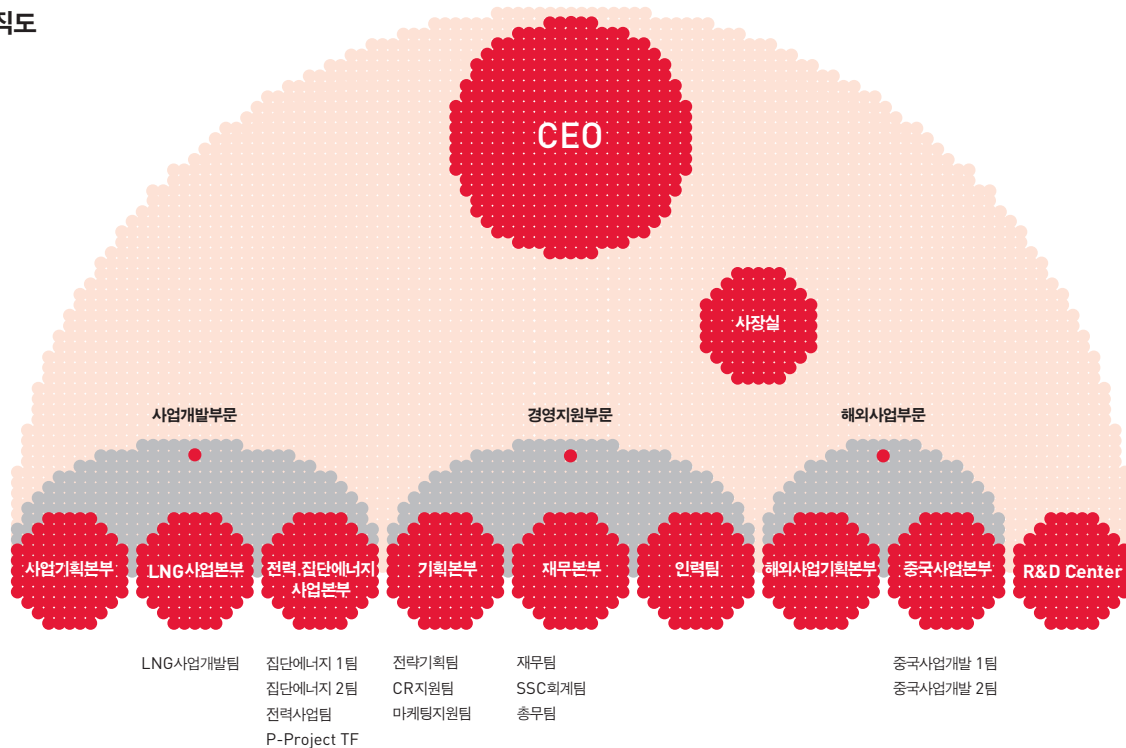 직도
CEO
사장실
사업개발부문
경영지원부문
해외사업부문
사업기획본부
LNG사업본부
전력.집단에너지
사업본부
기획본부
재무본부
인력팀
해외사업기획본부
중국사업본부
R&D Center
LNG사업개발팀
집단에너지 1팀
집단에너지 2팀
전력사업팀
P-Project TF
전략기획팀
CR지원팀
마케팅지원팀
재무팀
SSC회계팀
총무팀
중국사업개발 1팀
중국사업개발 2팀